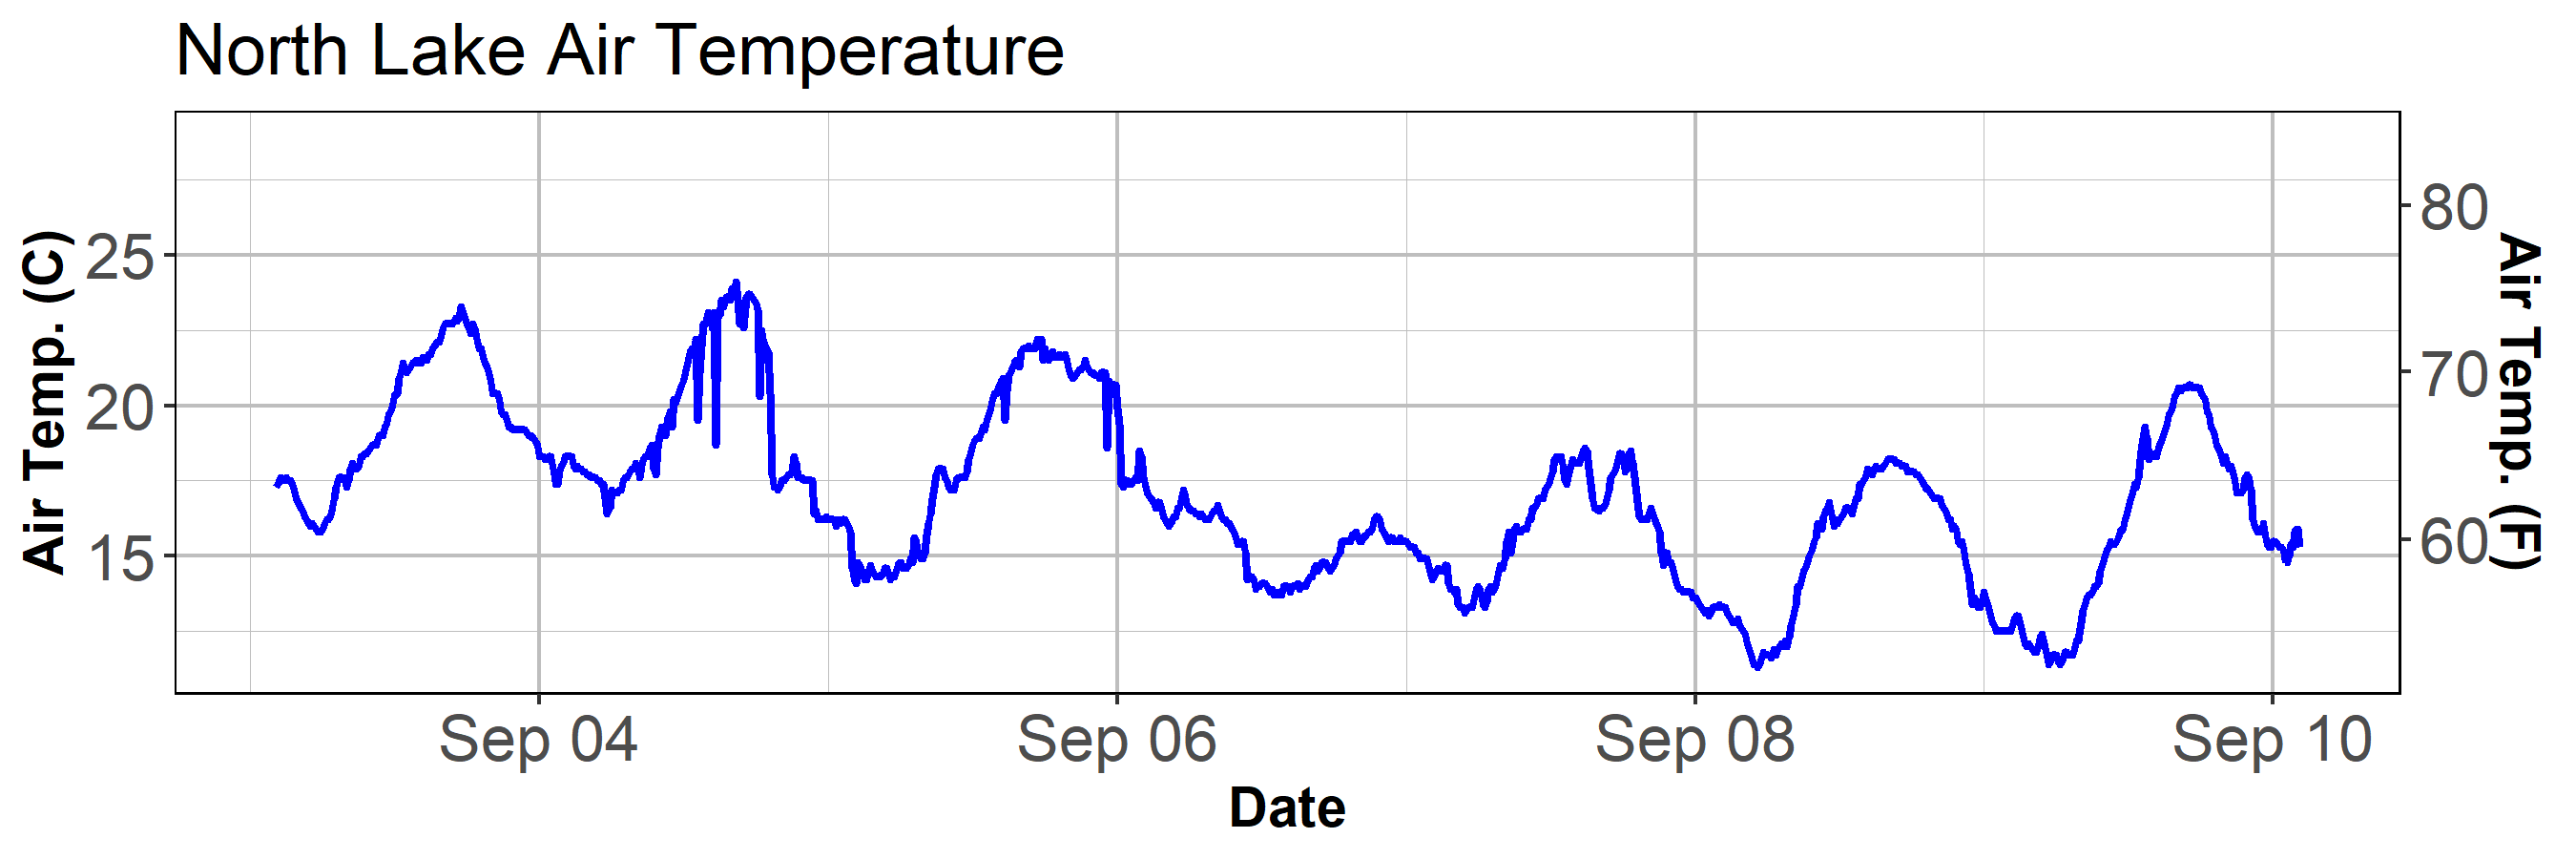 North Lake Air Temperature
Air Temp. (C)
25
20
15
80
70
60
Air Temp. (F)
Sep 04
Sep 06
Sep 08
Sep 10
Date